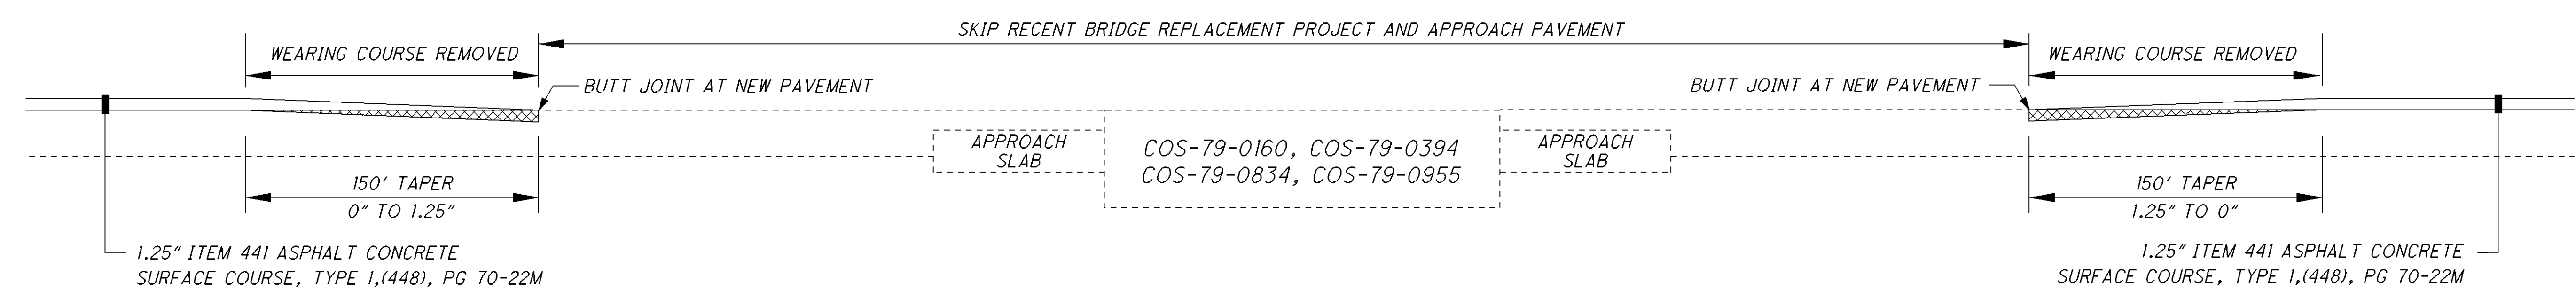 SKIP RECENT BRIDGE REPLACEMENT PROJECT AND APPROACH PAVEMENT
WEARING COURSE REMOVED
WEARING COURSE REMOVED
BUTT JOINT AT NEW PAVEMENT
BUTT JOINT AT NEW PAVEMENT
APPROACH
SLAB
COS-79-0160, COS-79-0394
COS-79-0834, COS-79-0955
APPROACH
SLAB
150' TAPER
0" TO 1.25"
150' TAPER
1.25" TO 0"
1.25" ITEM 441 ASPHALT CONCRETE
SURFACE COURSE, TYPE 1,(448), PG 70-22M
1.25" ITEM 441 ASPHALT CONCRETE
SURFACE COURSE, TYPE 1,(448), PG 70-22M